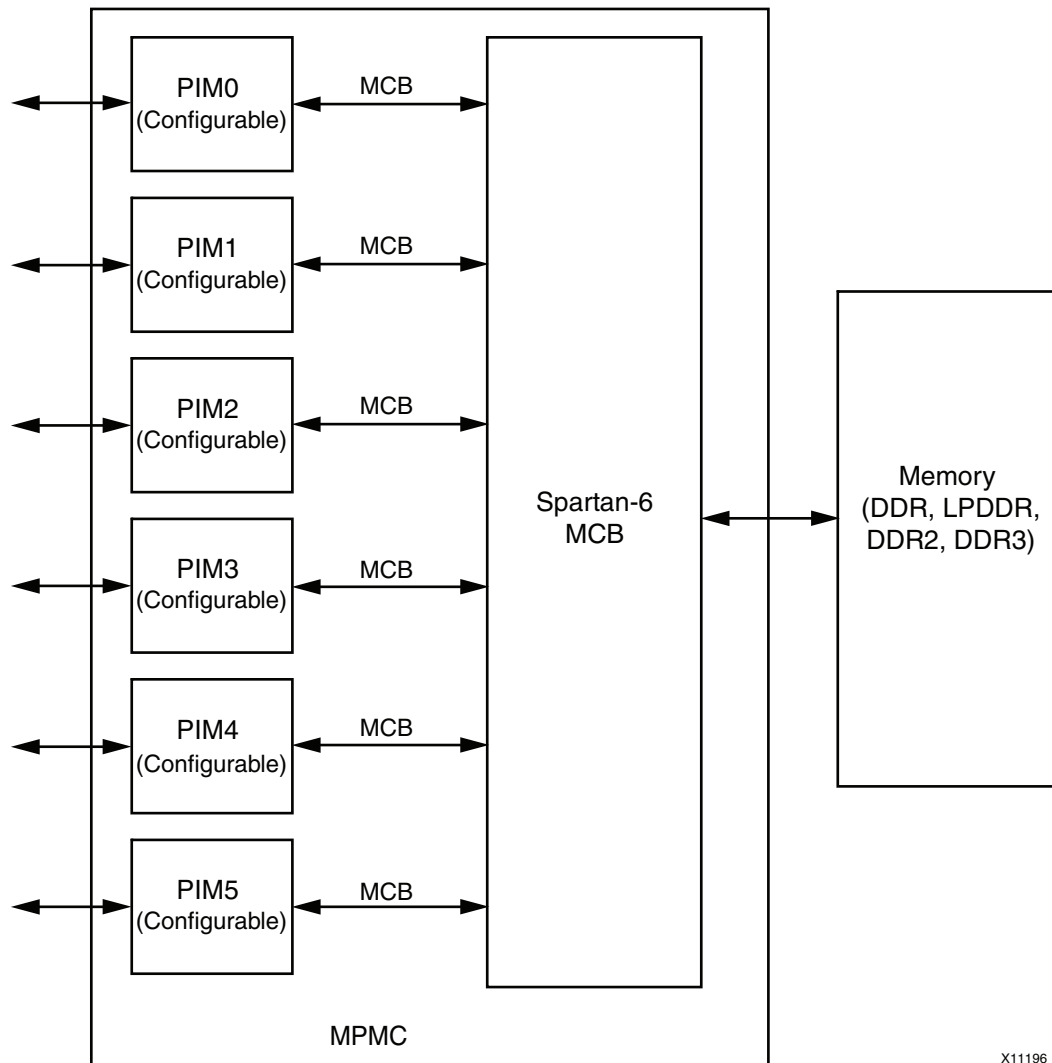 PIM0
(Configurable)
MCB
PIM1
(Configurable)
MCB
PIM2
(Configurable)
MCB
PIM3
(Configurable)
MCB
PIM4
(Configurable)
MCB
PIM5
(Configurable)
MCB
Spartan-6
MCB
Memory
(DDR, LPDDR,
DDR2, DDR3)
MPMC
X11196